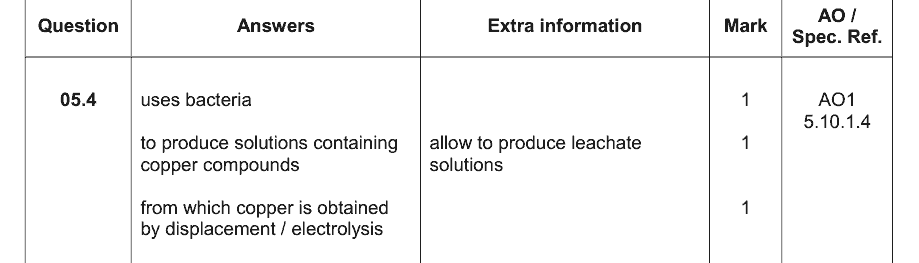 Question Answers Extra information Mark AO /
Spec. Ref.
05.4 uses bacteria 1 AO1
5.10.1.4
to produce solutions containing allow to produce leachate 1
copper compounds solutions
from which copper is obtained 1
by displacement / electrolysis